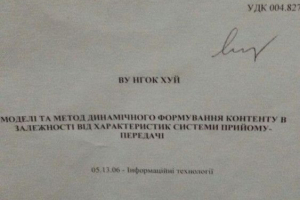 УДК 004.827
ВУ НГОК ХУЙ
МОДЕЛІ ТА МЕТОД ДИНАМІЧНОГО ФОРМУВАННЯ КОНТЕНТУ В
ЗАЛЕЖНОСТІ ВІД ХАРАКТЕРИСТИК СИСТЕМИ ПРИЙОМУ-
ПЕРЕДАЧІ
05.13.06 - Інформаційні технології